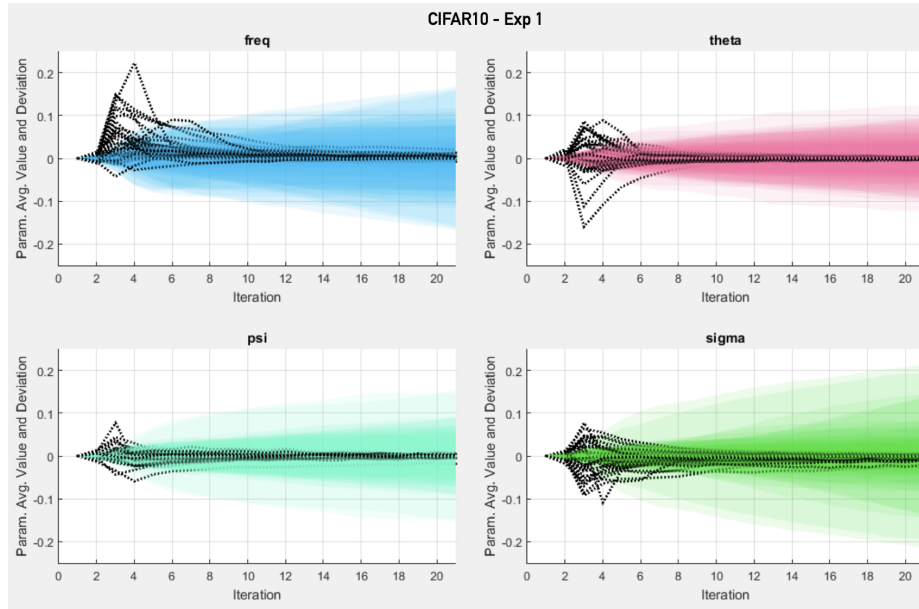 CIFAR10 - Exp 1
freq
Param. Avg. Value and Deviation
0.2
0.1
0
-0.1
-0.2
0 2 4 6 8 10 12 14 16 18 20
Iteration
theta
Param. Avg. Value and Deviation
0.2
0.1
0
-0.1
-0.2
0 2 4 6 8 10 12 14 16 18 20
Iteration
psi
Param. Avg. Value and Deviation
0.2
0.1
0
-0.1
-0.2
0 2 4 6 8 10 12 14 16 18 20
Iteration
sigma
Param. Avg. Value and Deviation
0.2
0.1
0
-0.1
-0.2
0 2 4 6 8 10 12 14 16 18 20
Iteration